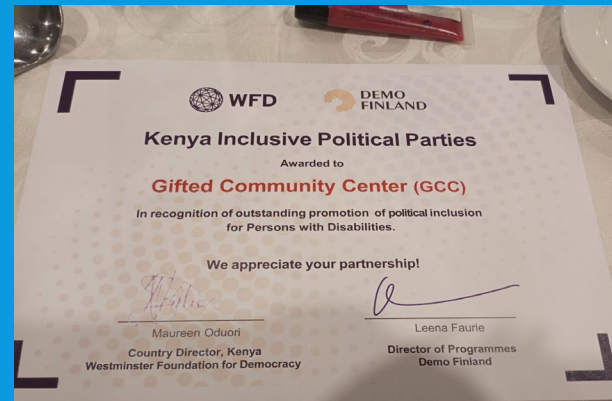 WFD
DEMO
FINLAND
Kenya Inclusive Political Parties
Awarded to
Gifted Community Center (GCC)
In recognition of outstanding promotion of political inclusion
for Persons with Disabilities.
We appreciate your partnership!
Maureen Oduori
Country Director, Kenya
Westminster Foundation for Democracy
Leena Faurie
Director of Programmes
Demo Finland